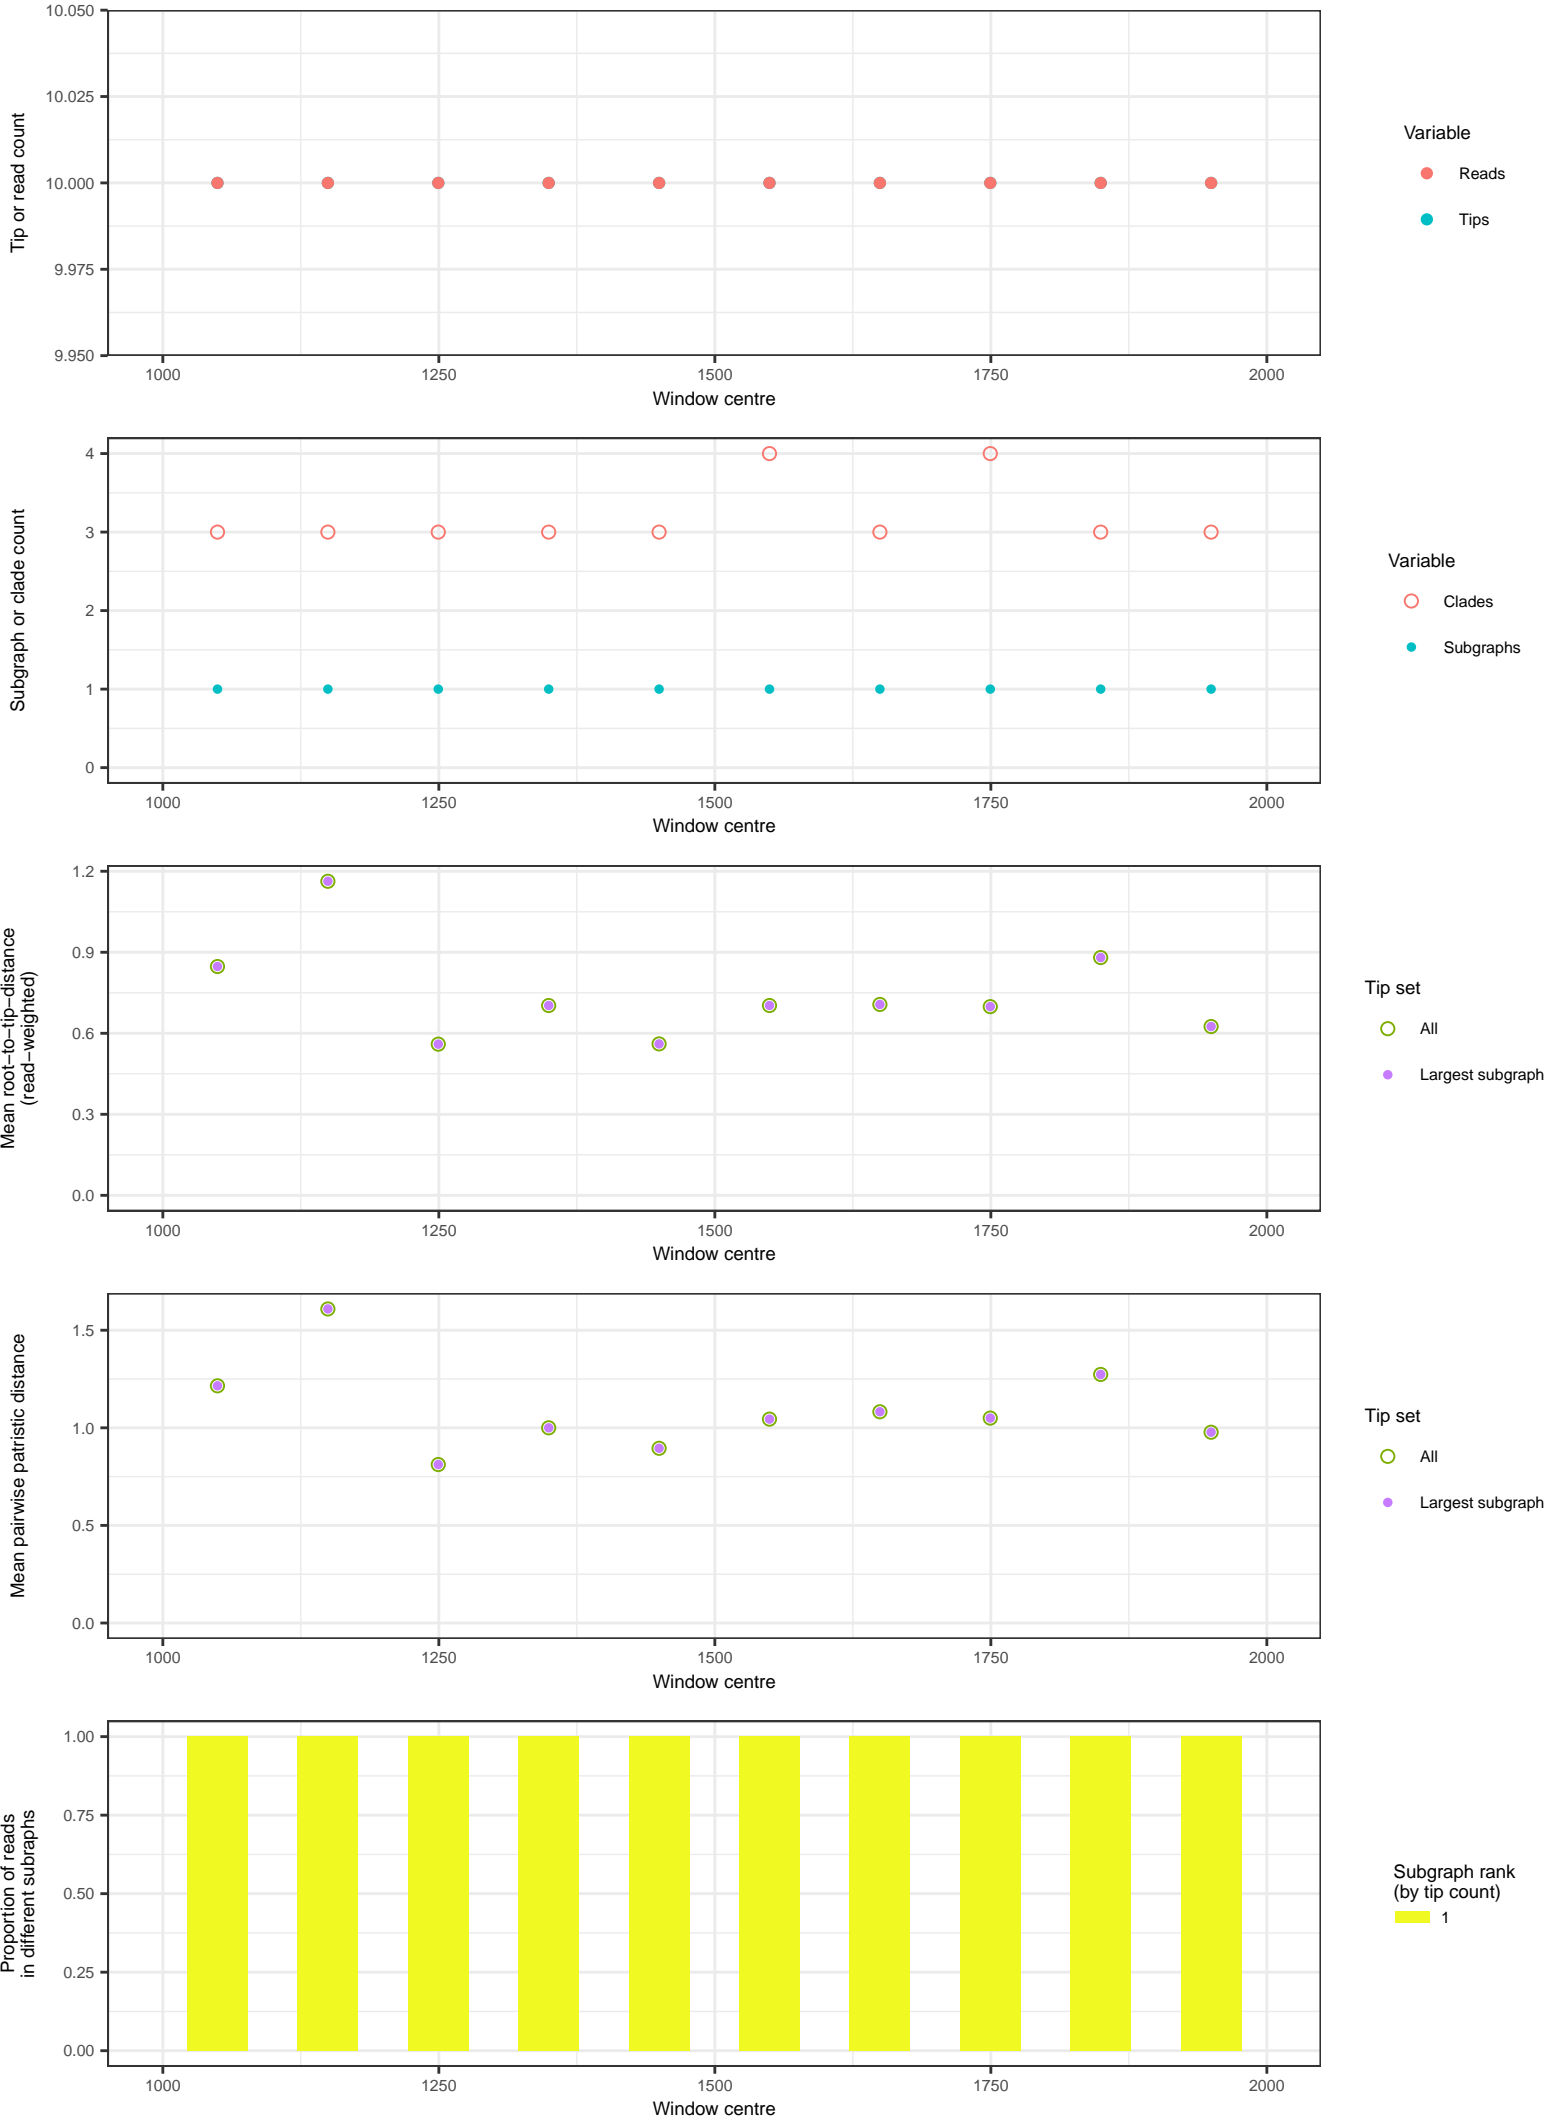 10.050
10.025
10.000
9.975
9.950
Tip or read count
1000 1250 1500 1750 2000
Window centre
Variable
Reads
Tips
4
3
2
1
0
Subgraph or clade count
1000 1250 1500 1750 2000
Window centre
Variable
Clades
Subgraphs
1.2
0.9
0.6
0.3
0.0
Mean root−to−tip−distance
(read−weighted)
1000 1250 1500 1750 2000
Window centre
Tip set
All
Largest subgraph
1.5
1.0
0.5
0.0
Mean pairwise patristic distance
1000 1250 1500 1750 2000
Window centre
Tip set
All
Largest subgraph
1.00
0.75
0.50
0.25
0.00
Proportion of reads
in different subraphs
1000 1250 1500 1750 2000
Window centre
Subgraph rank
(by tip count)
1